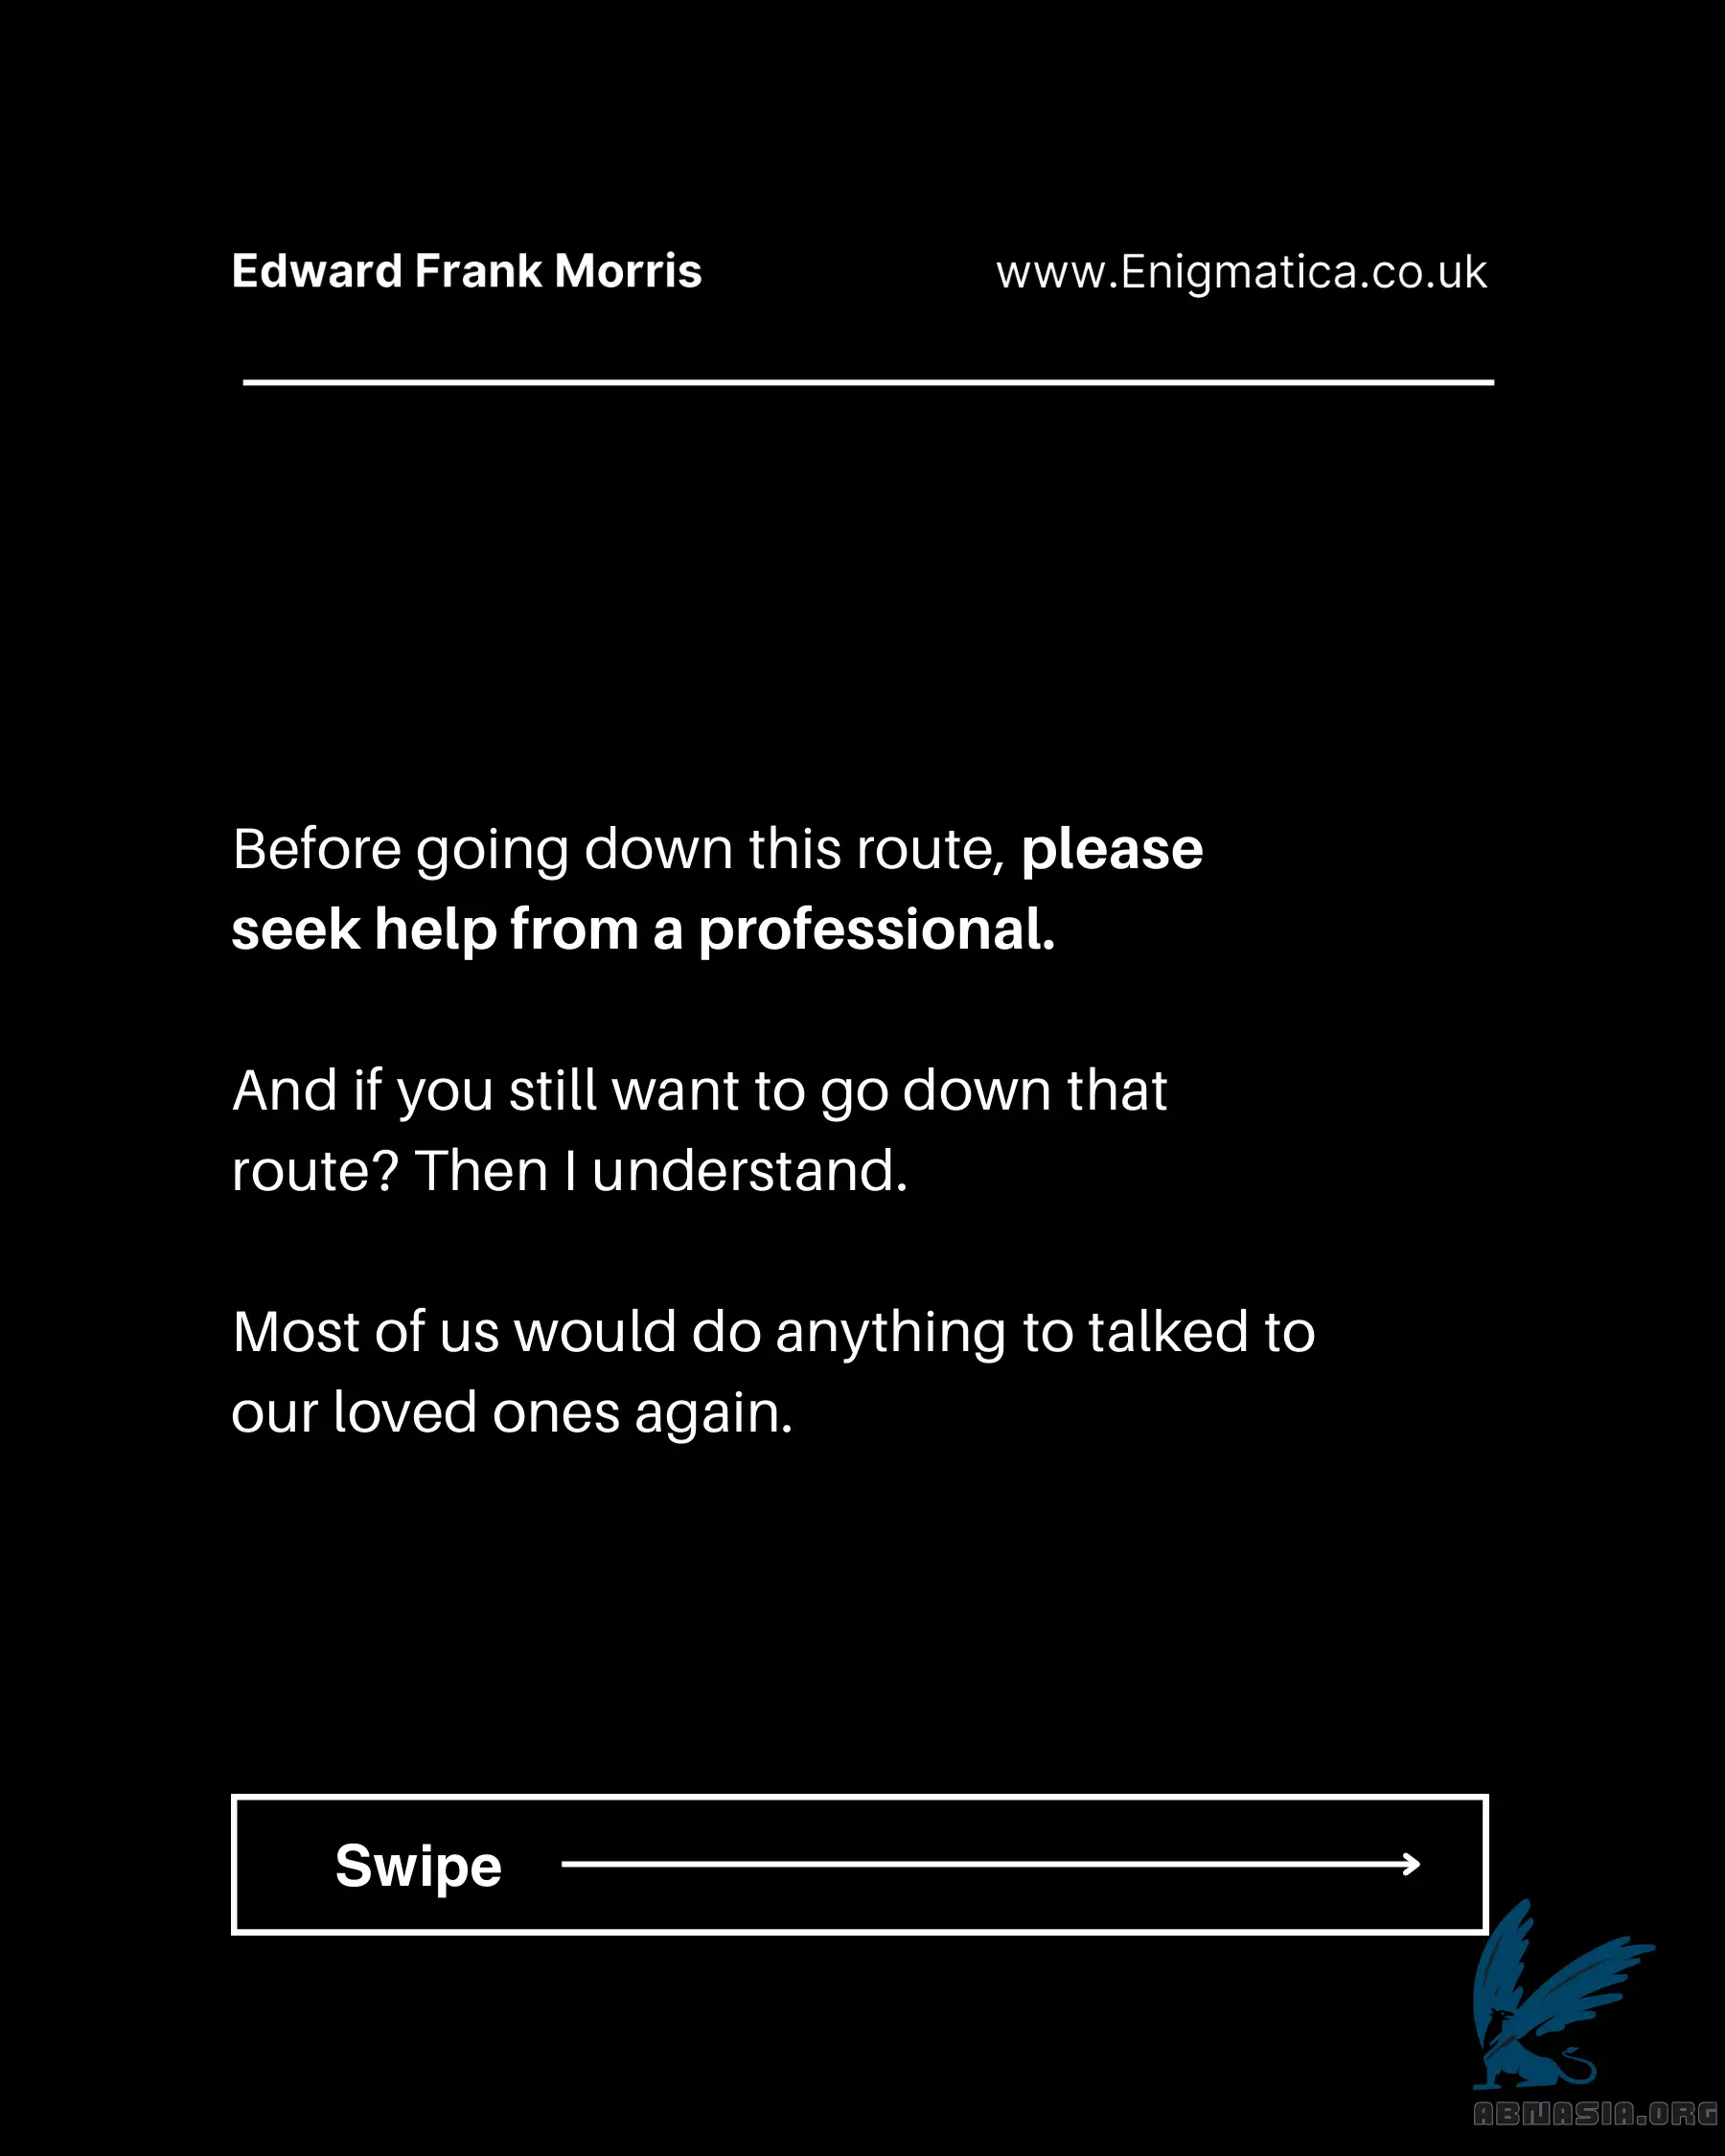 Edward Frank Morris
www.Enigmatica.co.uk
Before going down this route, please
seek help from a professional.
And if you still want to go down that
route? Then I understand.
Most of us would do anything to talked to
our loved ones again.
Swipe
ABNASIA.ORG